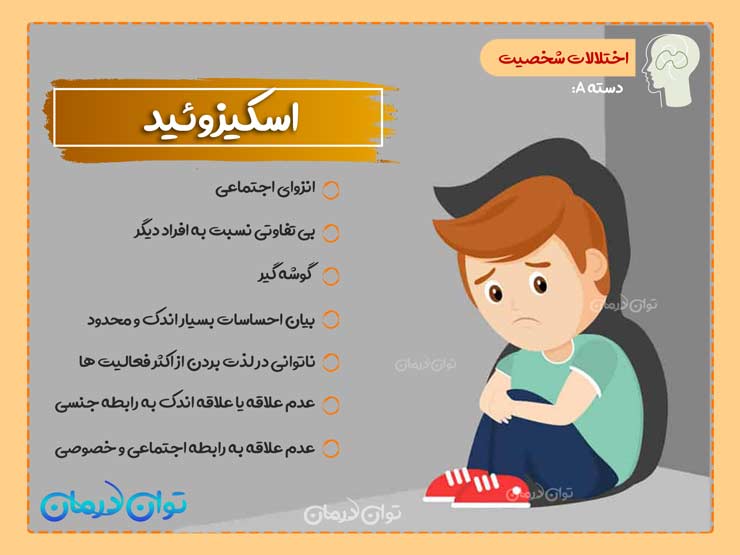 اختلالات شخصیت
دسته A:
اسکیزوئید
انزوای اجتماعی
بی تفاوتی نسبت به افراد دیگر
گوشه گیر
بیان احساسات بسیار اندک و محدود
ناتوانی در لذت بردن از اکثر فعالیت ها
عدم علاقه یا علاقه اندک به رابطه جنسی
عدم علاقه به رابطه اجتماعی و خصوصی
توان درمان
توان درمان
توان درمان
توان درمان
توان درمان